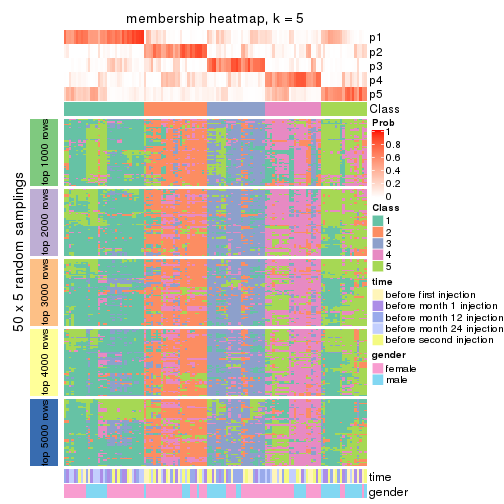 membership heatmap, k = 5
p1
p2
p3
p4
p5
Class
50 x 5 random samplings
top 1000 rows
top 2000 rows
top 3000 rows
top 4000 rows
top 5000 rows
time
gender
Prob
1
0.8
0.6
0.4
0.2
0
Class
1
2
3
4
5
time
before first injection
before month 1 injection
before month 12 injection
before month 24 injection
before second injection
gender
female
male